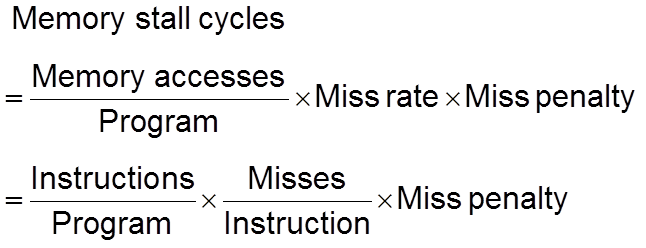 Memory stall cycles
= Memory accesses / Program × Miss rate × Miss penalty
= Instructions / Program × Misses / Instruction × Miss penalty